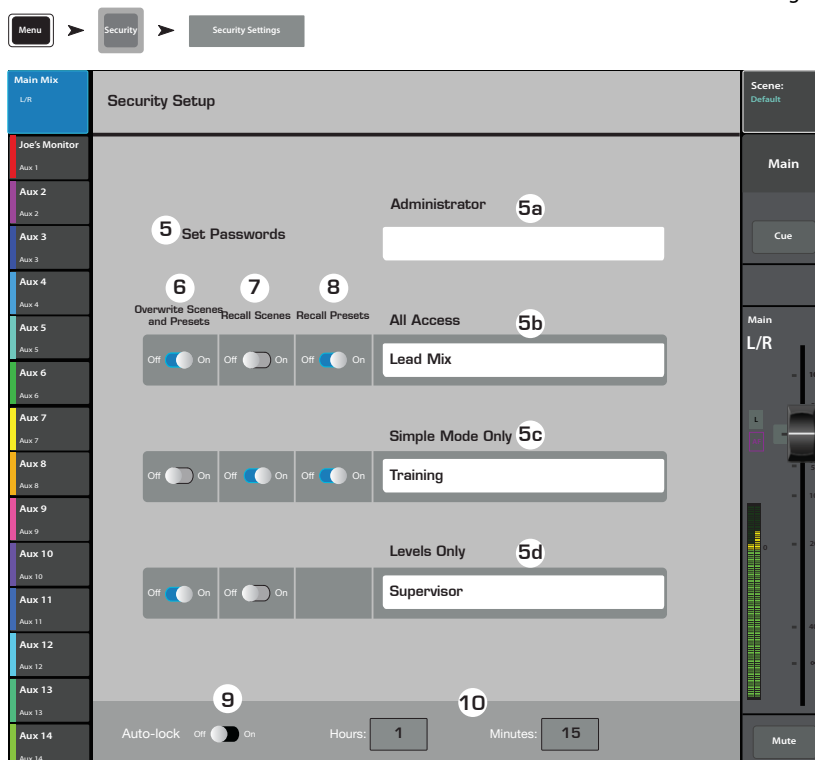 Menu Security Security Settings
Main Mix
L/R
Security Setup
Scene:
Default
Joe's Monitor
Aux 1
Aux 2
Aux 2
Aux 3
Aux 3
Aux 4
Aux 4
Aux 5
Aux 5
Aux 6
Aux 6
Aux 7
Aux 7
Aux 8
Aux 8
Aux 9
Aux 9
Aux 10
Aux 10
Aux 11
Aux 11
Aux 12
Aux 12
Aux 13
Aux 13
Aux 14
Aux 14
Administrator 5a
5 Set Passwords
6 7 8
Overwrite Scenes
and Presets
Recall Scenes
Recall Presets
All Access 5b
Off On Off On Off On Lead Mix
Simple Mode Only 5c
Off On Off On Off On Training
Levels Only 5d
Off On Off On Supervisor
9 10
Auto-lock Off On Hours: 1 Minutes: 15
Main
Cue
Main
L/R
L
0
Mute